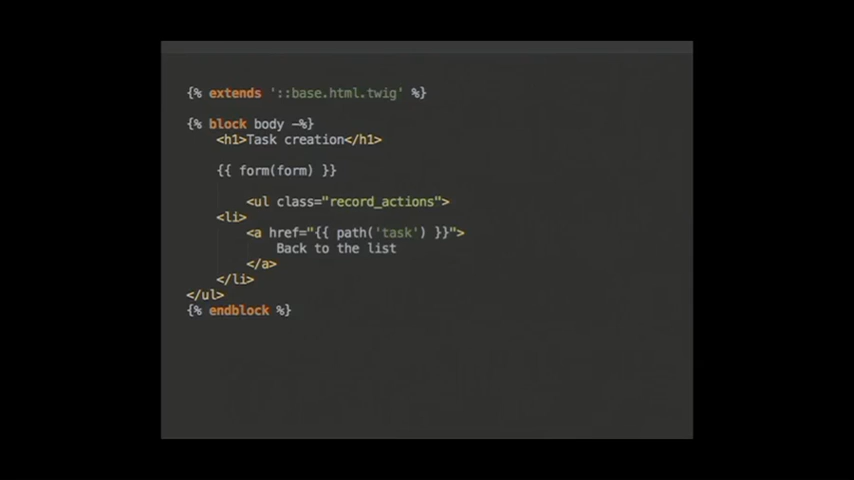 {% extends '::base.html.twig' %}
{% block body -%}
<h1>Task creation</h1>
{{ form(form) }}
<ul class="record_actions">
<li>
<a href="{{ path('task') }}">
Back to the list
</a>
</li>
</ul>
{% endblock %}